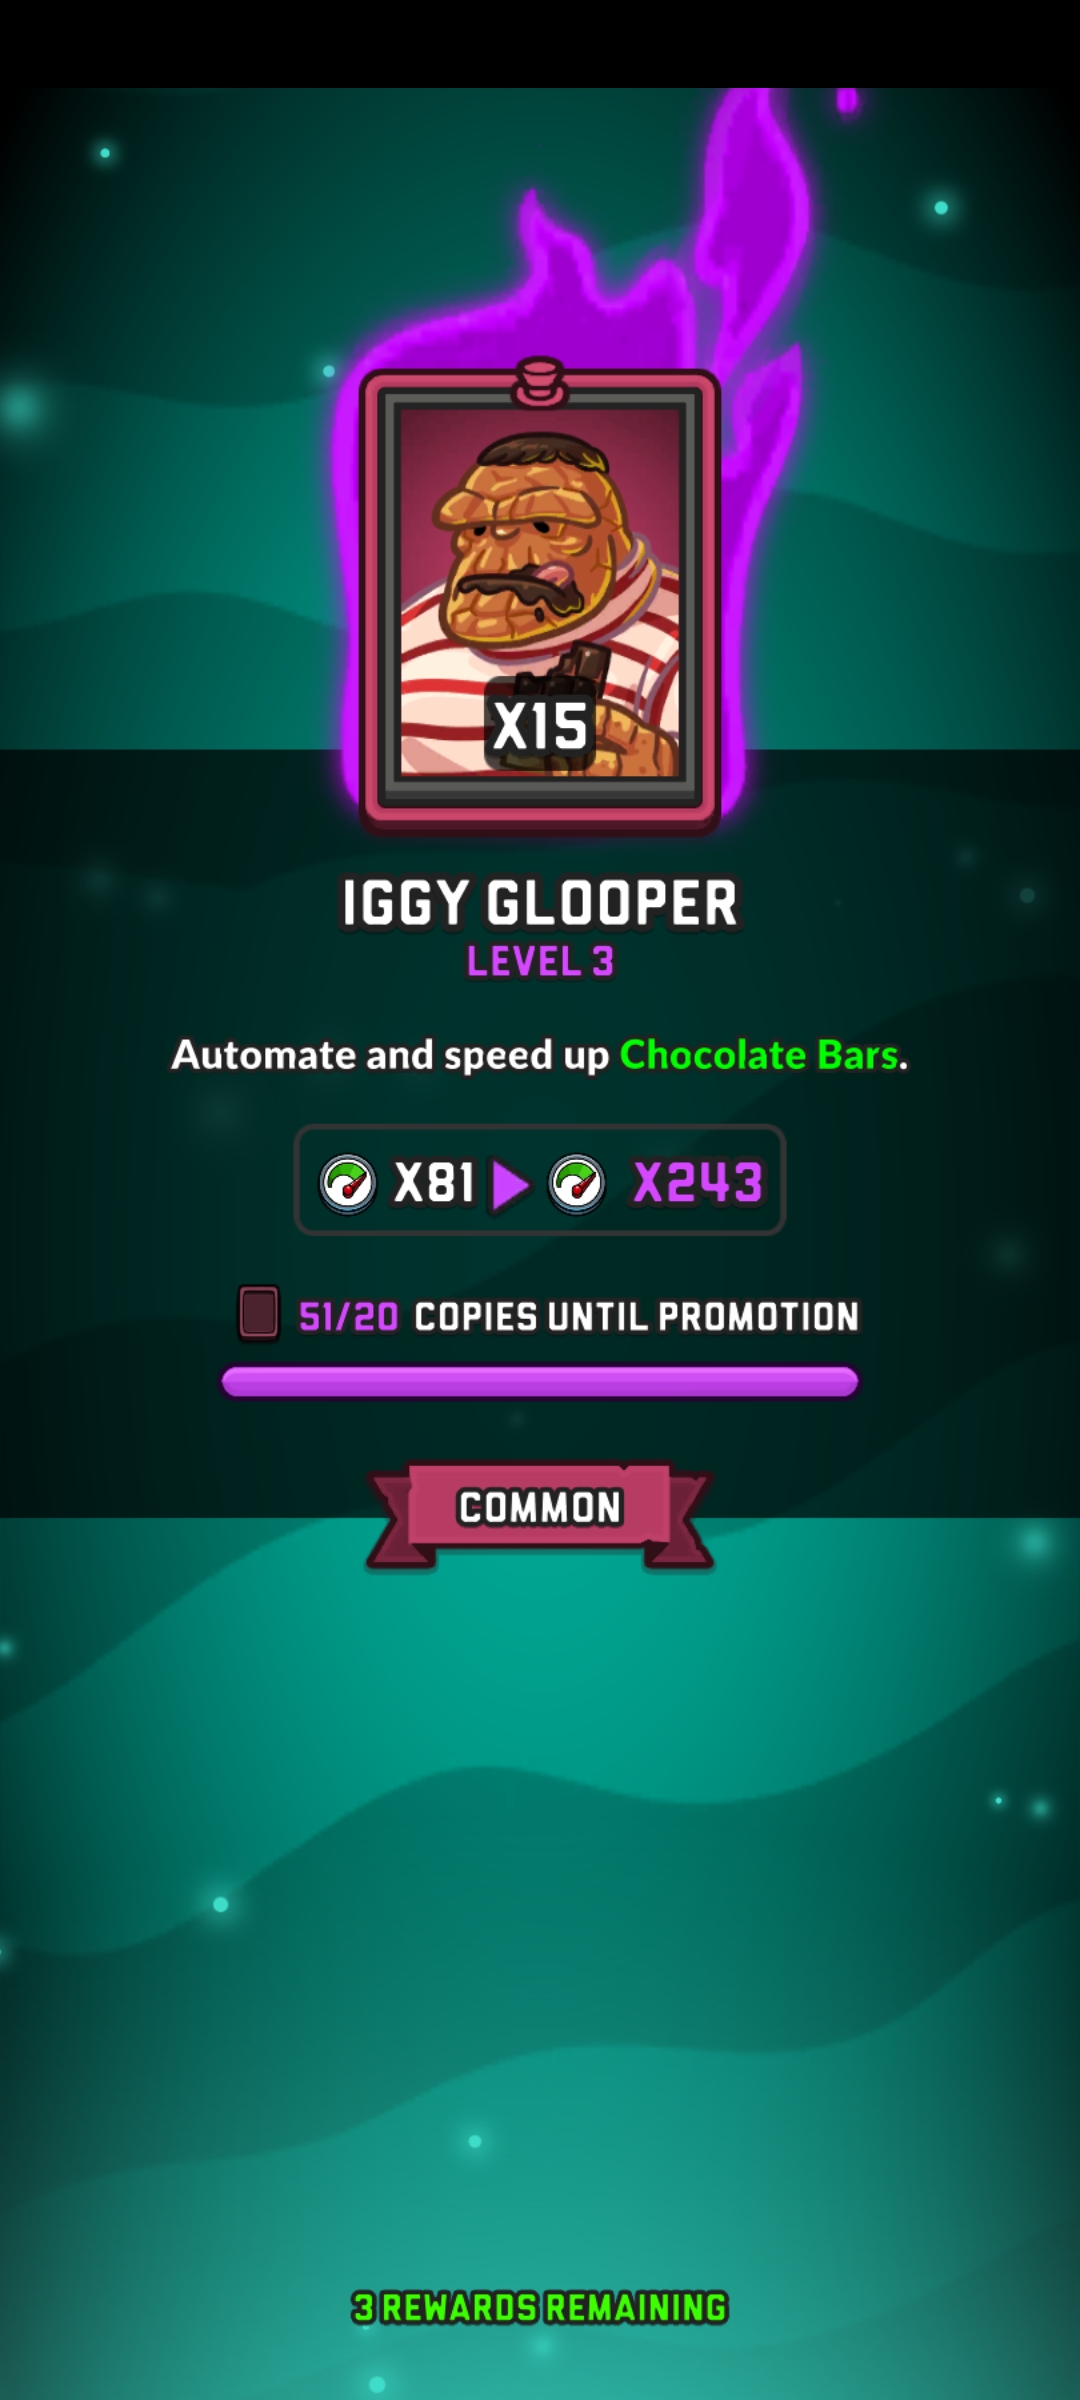 X15
IGGY GLOOPER
LEVEL 3
Automate and speed up Chocolate Bars.
X81 X243
51/20 COPIES UNTIL PROMOTION
COMMON
3 REWARDS REMAINING